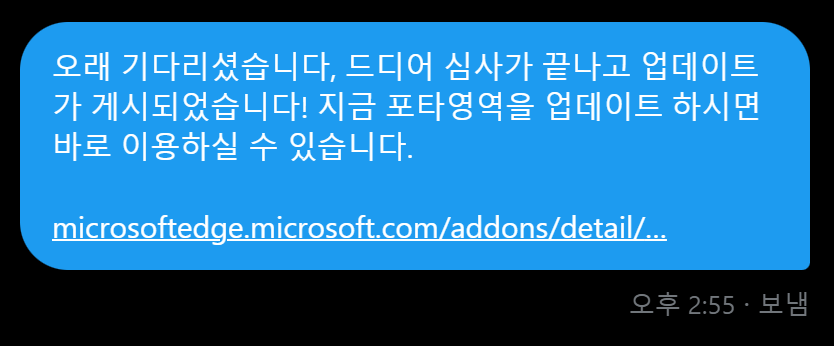 오래 기다리셨습니다, 드디어 심사가 끝나고 업데이트
가 게시되었습니다! 지금 포타영역을 업데이트 하시면
바로 이용하실 수 있습니다.
microsoftedge.microsoft.com/addons/detail/...
오후 2:55 · 보냄